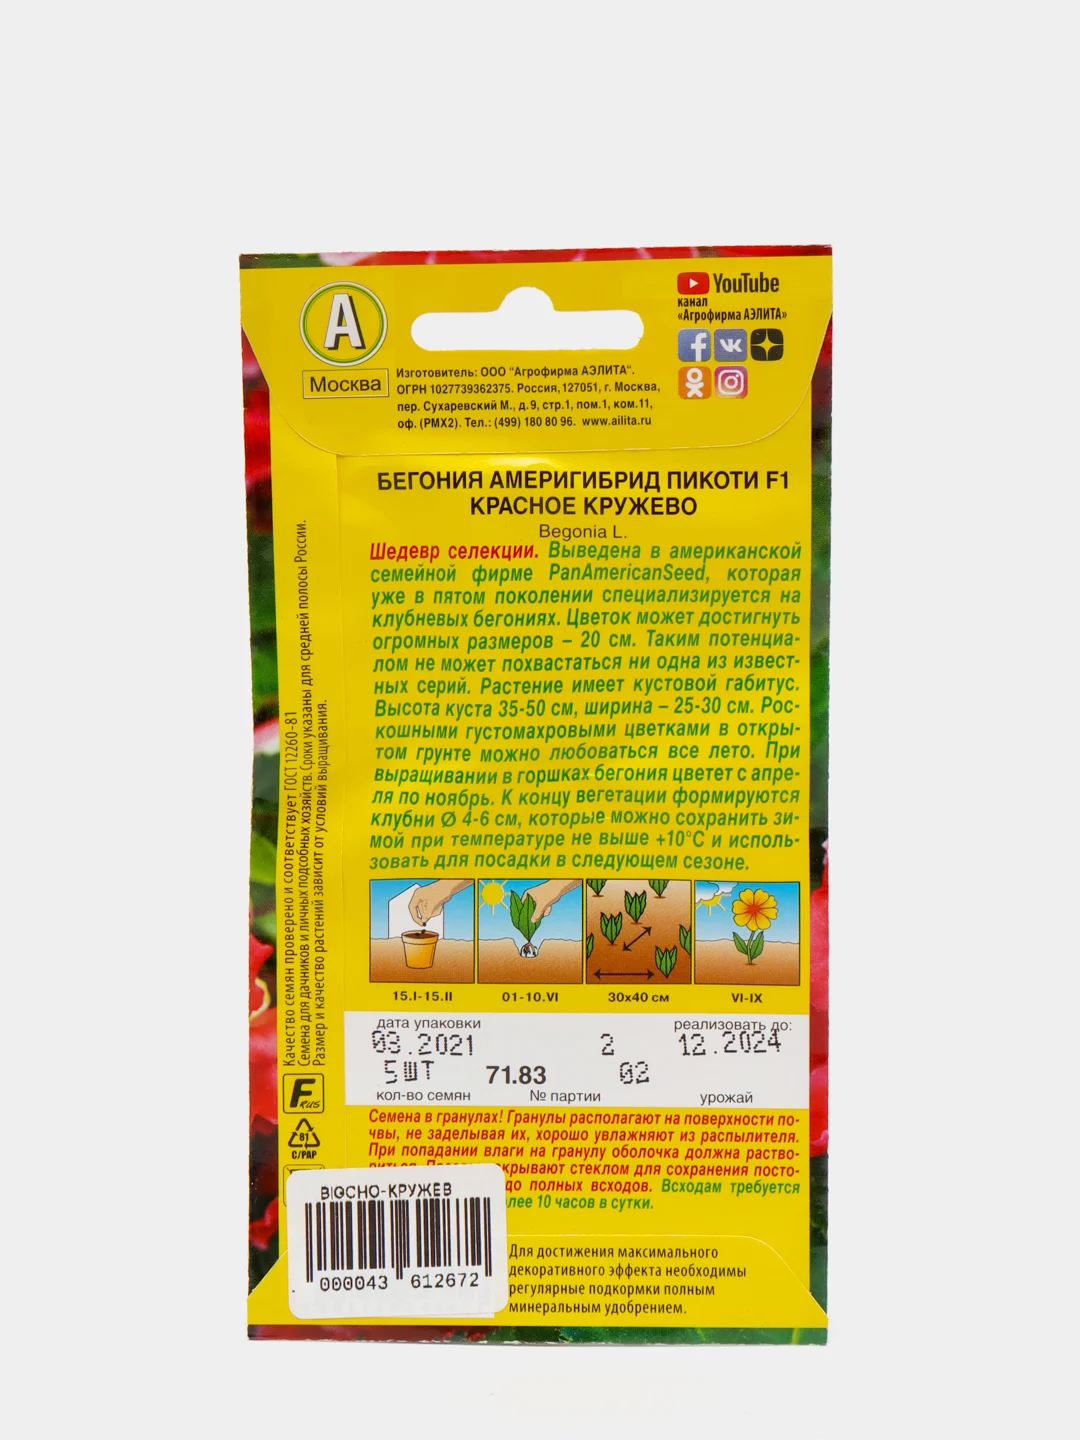 YouTube
канал
«Агрофирма АЭЛИТА»
А
Москва
Изготовитель: ООО "Агрофирма АЭЛИТА".
ОГРН 1027739362375. Россия, 127051, г. Москва,
пер. Сухаревский М., д.9, стр.1, пом.1, ком.11,
оф. (РМХ2). Тел.: (499) 180 80 96. www.ailita.ru
БЕГОНИЯ АМЕРИГИБРИД ПИКОТИ F1
КРАСНОЕ КРУЖЕВО
Begonia L.
Шедевр селекции. Выведена в американской
семейной фирме PanAmericanSeed, которая
уже в пятом поколении специализируется на
клубневых бегониях. Цветок может достигнуть
огромных размеров – 20 см. Таким потенциа-
лом не может похвастаться ни одна из извест-
ных серий. Растение имеет кустовой габитус.
Высота куста 35-50 см, ширина – 25-30 см. Рос-
кошными густомахровыми цветками в откры-
том грунте можно любоваться все лето. При
выращивании в горшках бегония цветет с апре-
ля по ноябрь. К концу вегетации формируются
клубни Ø 4-6 см, которые можно сохранить зи-
мой при температуре не выше +10°С и исполь-
зовать для посадки в следующем сезоне.
15.I-15.II 01-10.VI 30x40 см VI-IX
дата упаковки реализовать до:
03.2021 2 12.2024
5ШТ 71.83 02
кол-во семян № партии урожай
Семена в гранулах! Гранулы располагают на поверхности по-
чвы, не заделывая их, хорошо увлажняют из распылителя.
При попадании влаги на гранулу оболочка должна раство-
крывают стеклом для сохранения посто-
до полных всходов. Всходам требуется
более 10 часов в сутки.
Для достижения максимального
декоративного эффекта необходимы
регулярные подкормки полным
минеральным удобрением.
Качество семян проверено и соответствует ГОСТ 12260-81
Семена для дачников и личных подсобных хозяйств. Сроки указаны для средней полосы России.
Размер и качество растений зависит от условий выращивания.
F RUS
81
C/PAP
BIGCHO-КРУЖЕВ
000043 612672